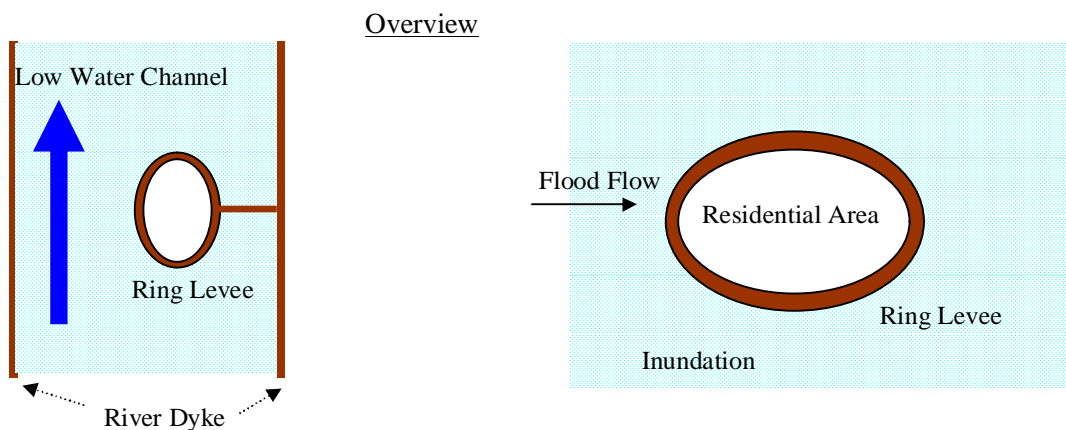 Overview
Low Water Channel
Ring Levee
River Dyke
Flood Flow
Residential Area
Ring Levee
Inundation